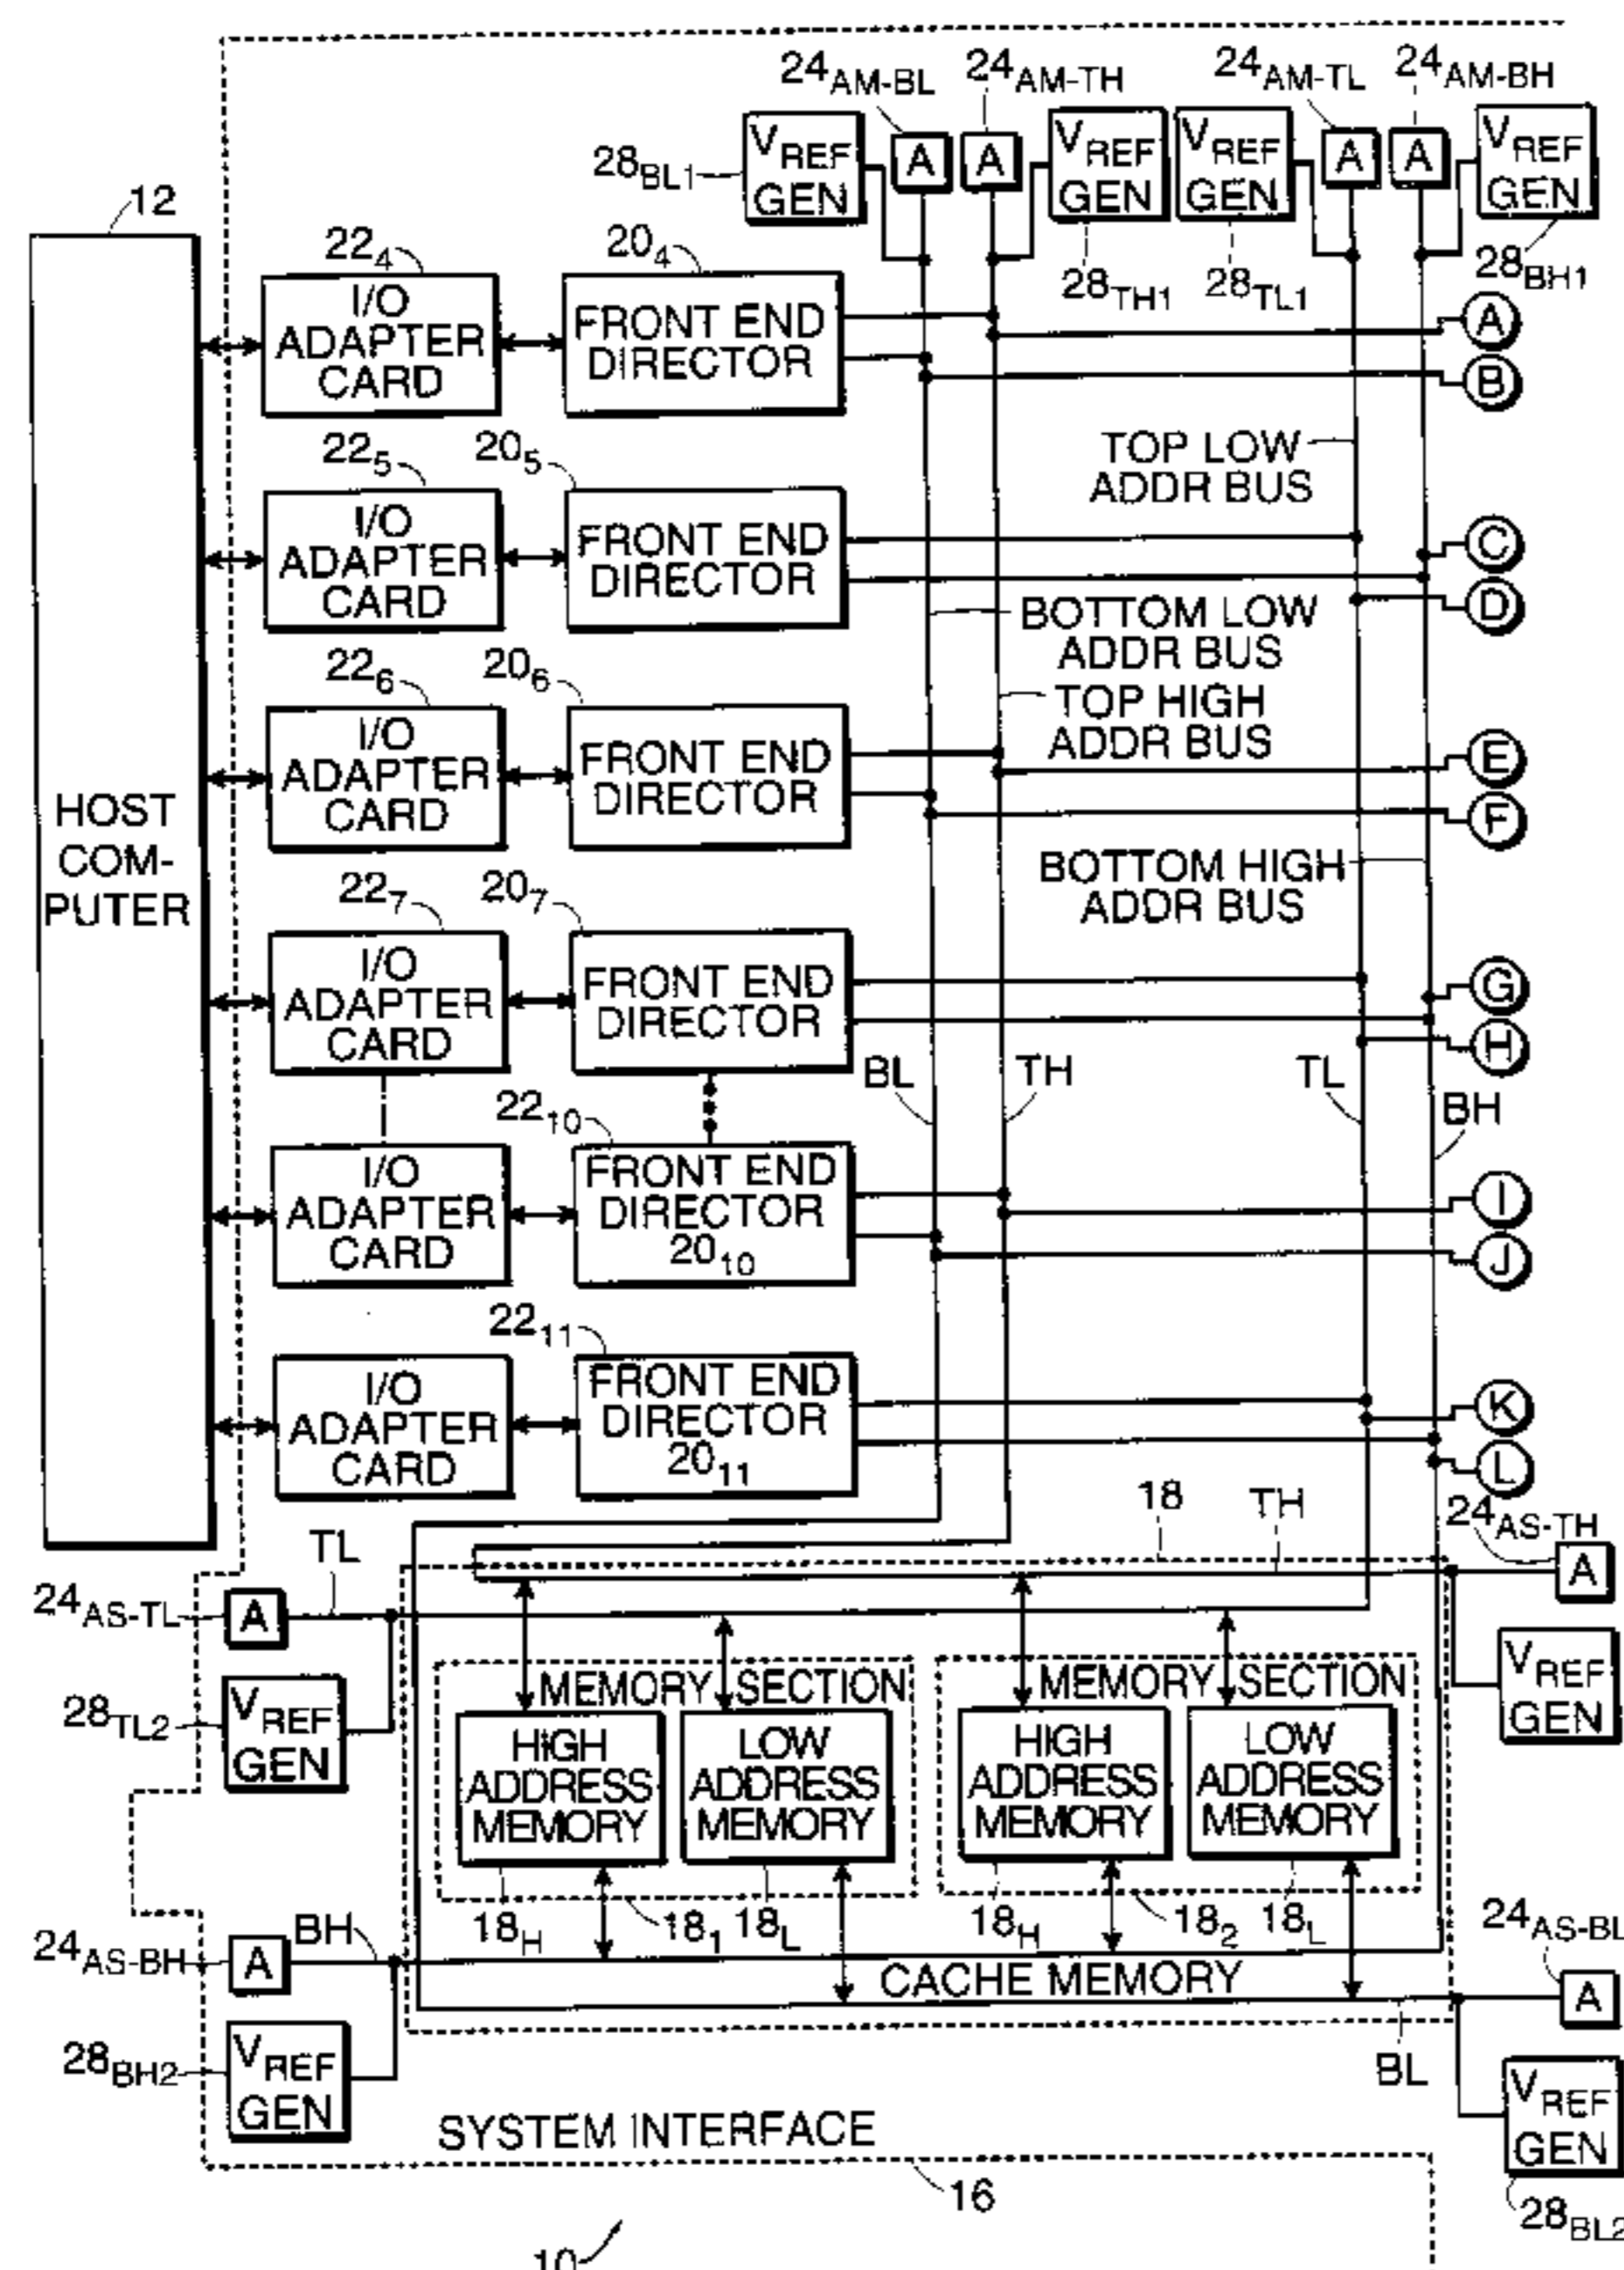 24AM-BL 24AM-TH 24AM-TL 24AM-BH
28BL1 VREF GEN A A VREF GEN VREF GEN A A VREF GEN
28TH1 28TL1 28BH1
12
HOST COM- PUTER
224 204
I/O ADAPTER CARD
FRONT END DIRECTOR
A
B
TOP LOW ADDR BUS
225 205
I/O ADAPTER CARD
FRONT END DIRECTOR
C
D
BOTTOM LOW ADDR BUS
226 206
TOP HIGH ADDR BUS
I/O ADAPTER CARD
FRONT END DIRECTOR
E
F
BOTTOM HIGH ADDR BUS
227 207
I/O ADAPTER CARD
FRONT END DIRECTOR
G
H
BL TH TL BH
2210
I/O ADAPTER CARD
FRONT END DIRECTOR 2010
I
J
2211
I/O ADAPTER CARD
FRONT END DIRECTOR 2011
K
L
18 TH 24AS-TH
TL
24AS-TL A
A
28TL2 VREF GEN
VREF GEN
MEMORY SECTION
HIGH ADDRESS MEMORY
LOW ADDRESS MEMORY
MEMORY SECTION
HIGH ADDRESS MEMORY
LOW ADDRESS MEMORY
18H 181 18L 18H 182 18L
24AS-BH A BH
24AS-BL
A
CACHE MEMORY
28BH2 VREF GEN
BL
VREF GEN
28BL2
SYSTEM INTERFACE
16
10